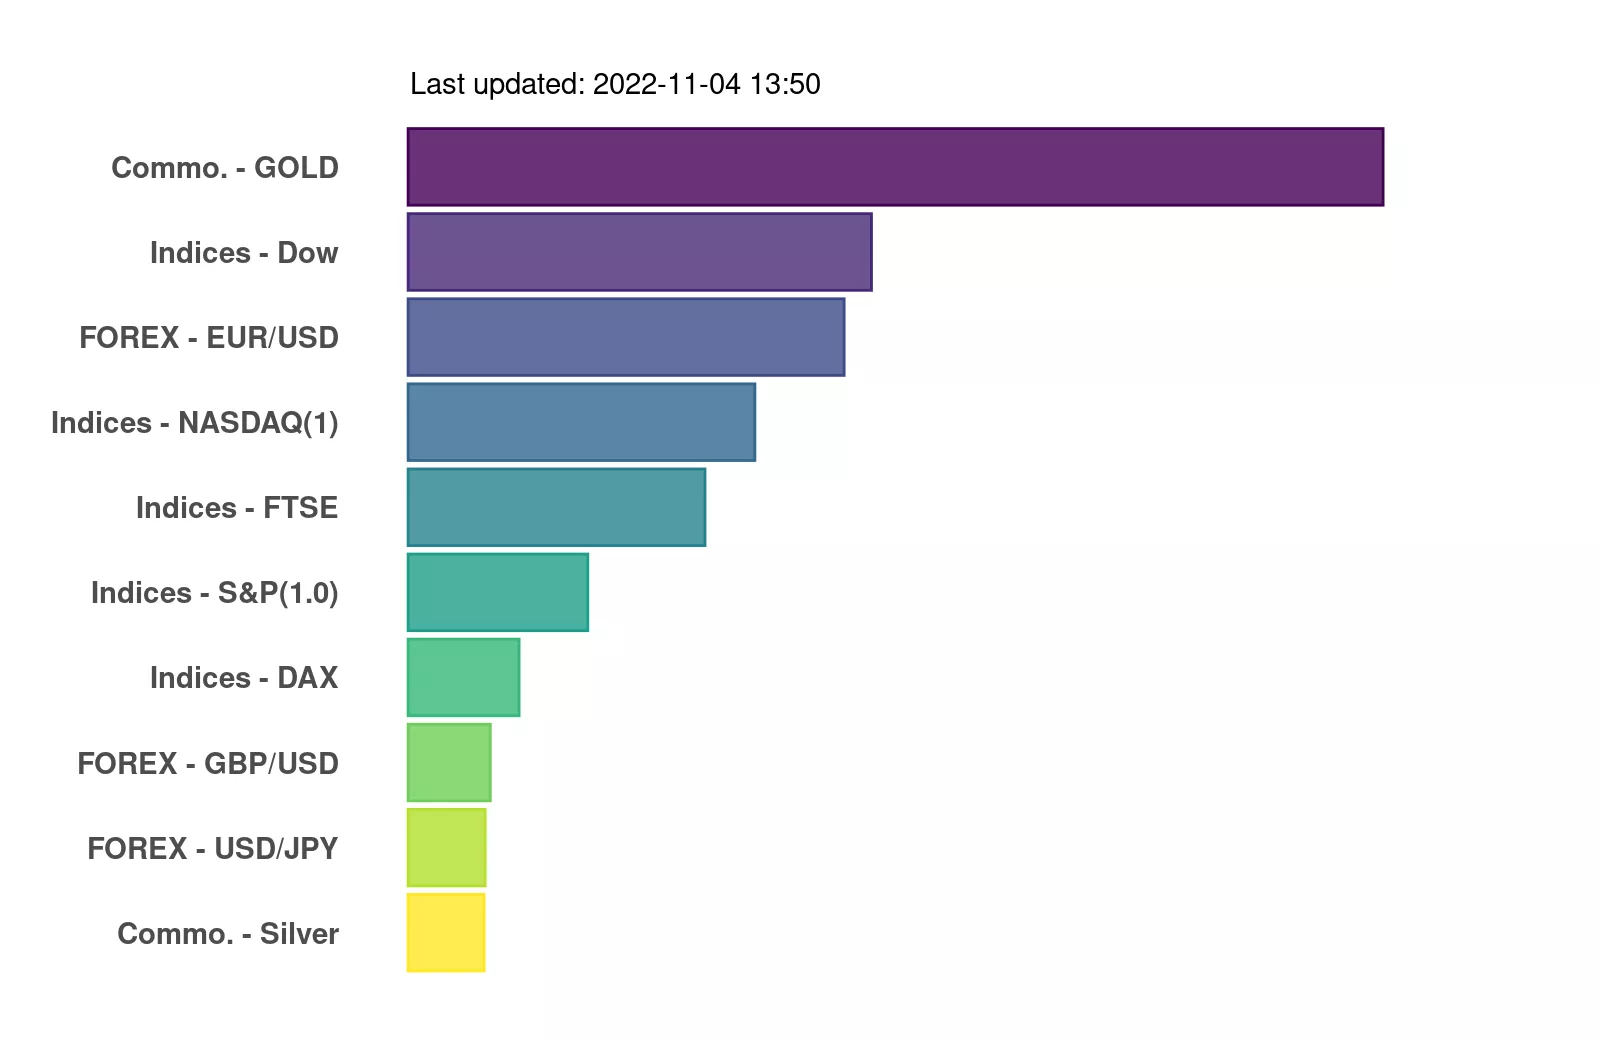 Last updated: 2022-11-04 13:50
Commo. - GOLD
Indices - Dow
FOREX - EUR/USD
Indices - NASDAQ(1)
Indices - FTSE
Indices - S&P(1.0)
Indices - DAX
FOREX - GBP/USD
FOREX - USD/JPY
Commo. - Silver